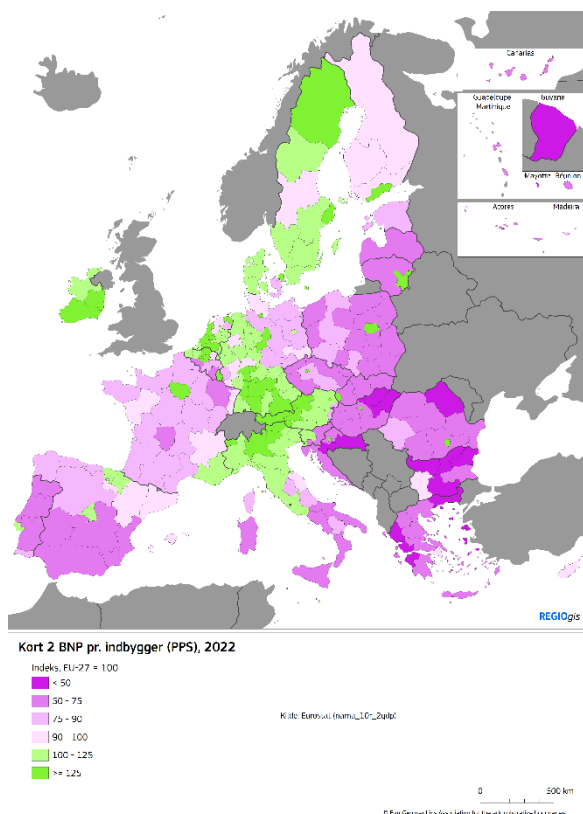 Canarias
Guadeloupe
Martinique
Guyane
Mayotte
Réunion
Açores
Madeira
REGIOgis
Kort 2 BNP pr. indbygger (PPS), 2022
Indeks, EU-27 = 100
< 50
50 - 75
75 - 90
90 - 100
100 - 125
>= 125
Kilde: Eurostat (nama_10r_2gdp)
0 500 km